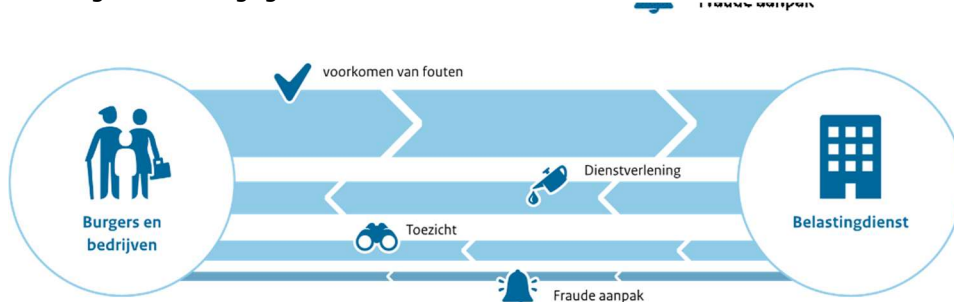 Fraude aanpak
voorkomen van fouten
Dienstverlening
Burgers en
bedrijven
Toezicht
Belastingdienst
Fraude aanpak